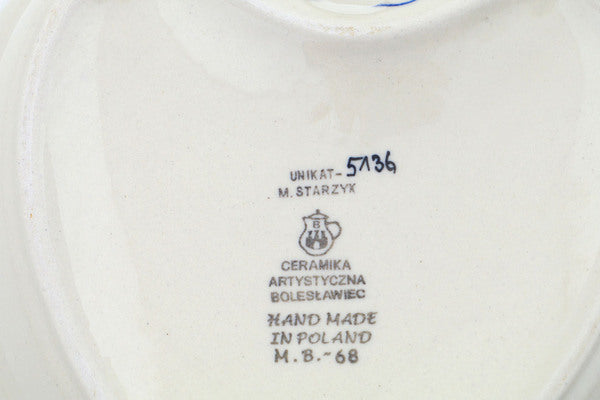 UNIKAT-5136
M. STARZYK
B
CERAMIKA
ARTYSTYCZNA
BOLESŁAWIEC
HAND MADE
IN POLAND
M.B.-68